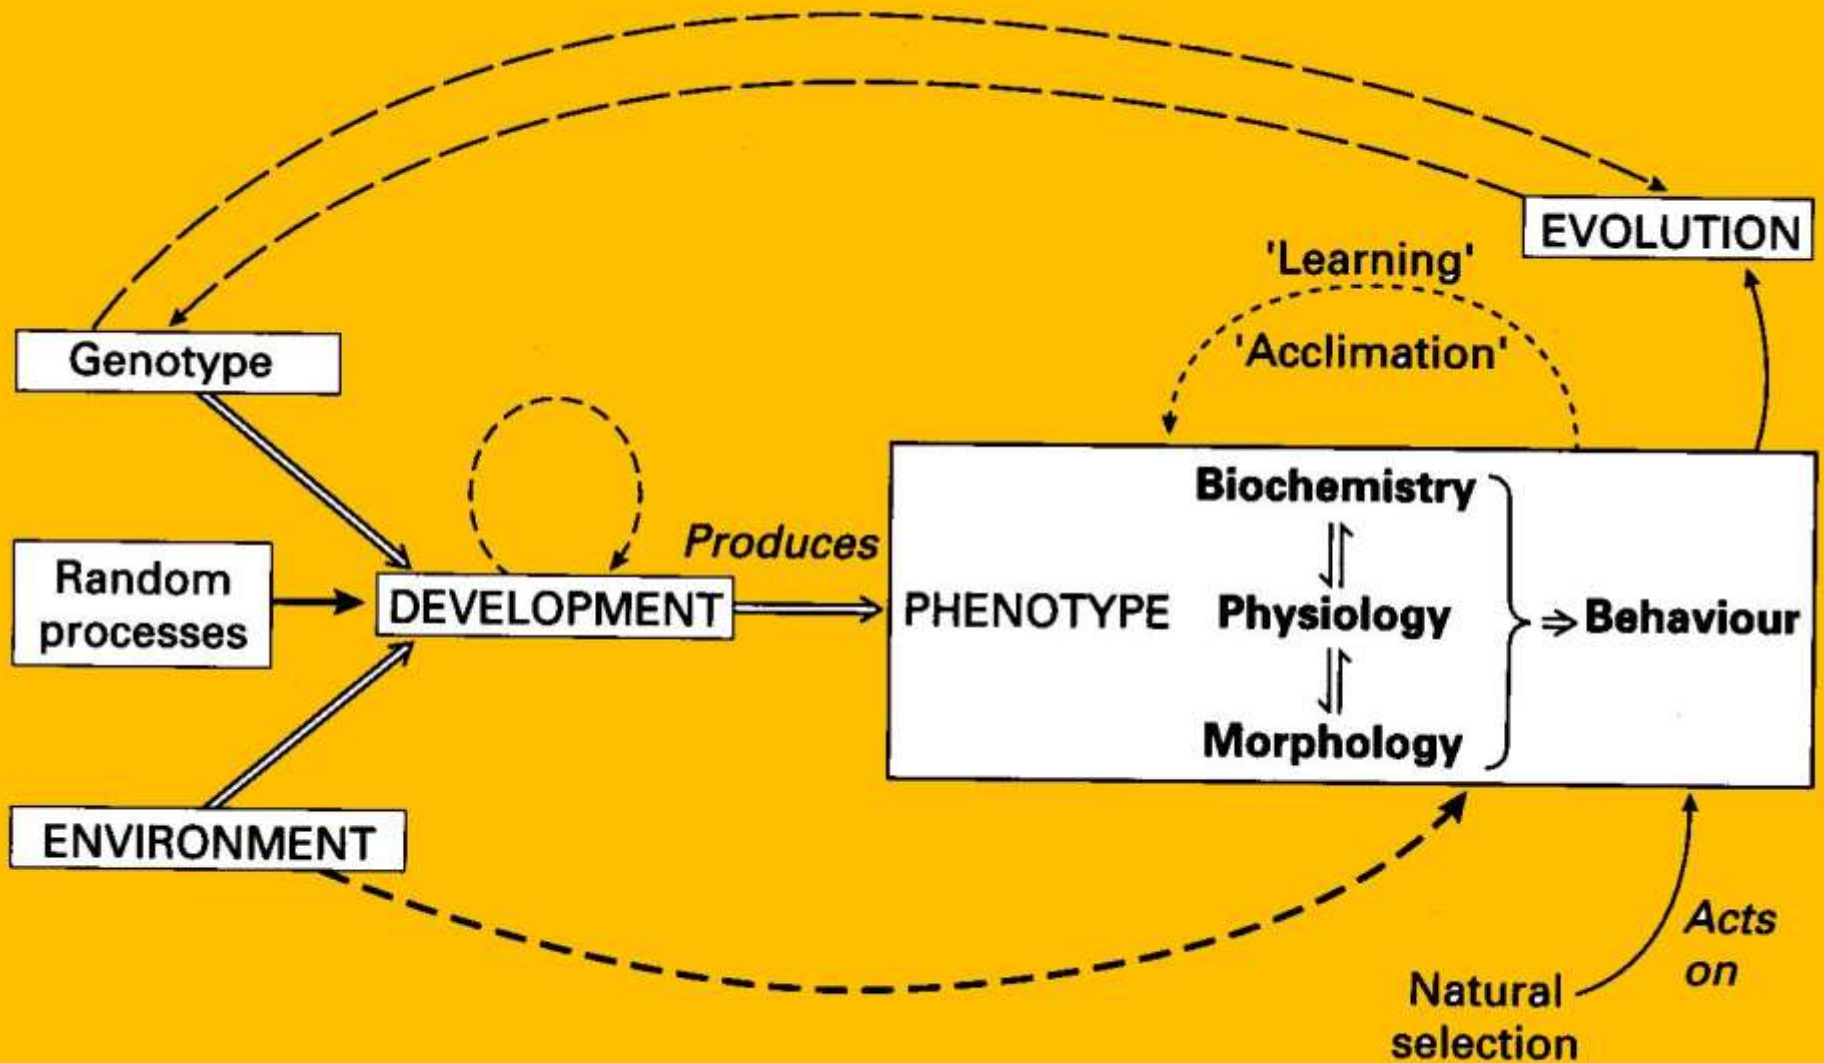 EVOLUTION
'Learning'
'Acclimation'
Genotype
Random
processes
DEVELOPMENT
Produces
PHENOTYPE
Biochemistry
Physiology
Morphology
Behaviour
ENVIRONMENT
Acts
on
Natural
selection